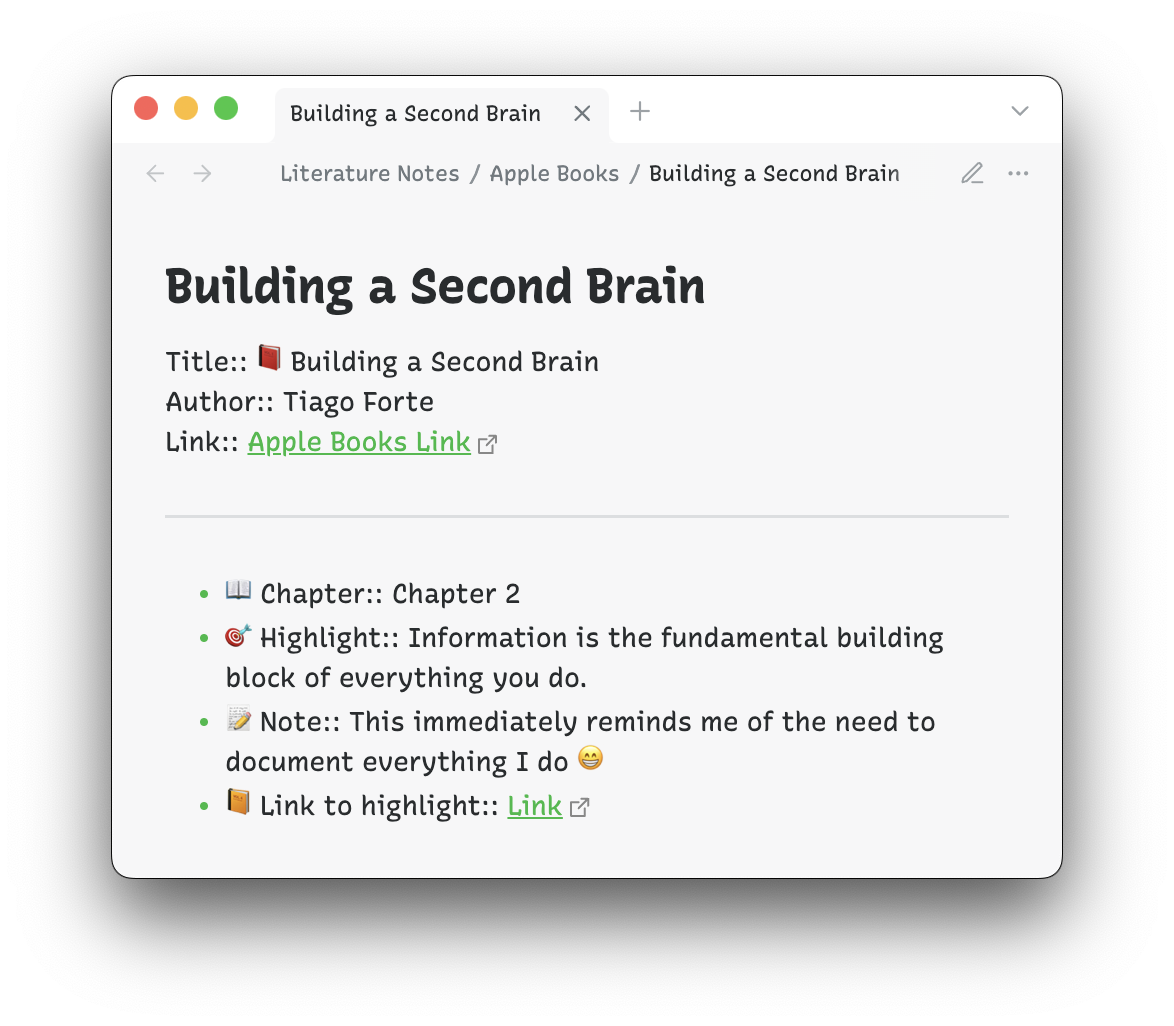 Building a Second Brain
Literature Notes / Apple Books / Building a Second Brain
Building a Second Brain
Title:: 📕 Building a Second Brain
Author:: Tiago Forte
Link:: Apple Books Link
📖 Chapter:: Chapter 2
🎯 Highlight:: Information is the fundamental building
block of everything you do.
📝 Note:: This immediately reminds me of the need to
document everything I do 😁
📙 Link to highlight:: Link